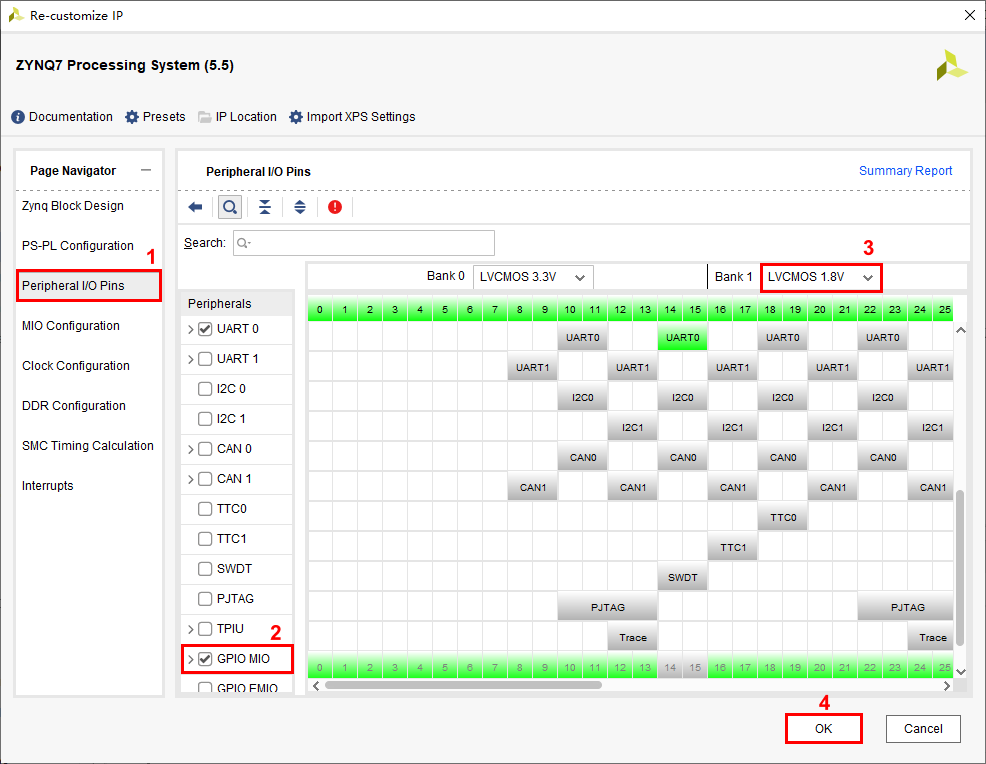 Re-customize IP
ZYNQ7 Processing System (5.5)
Documentation Presets IP Location Import XPS Settings
Page Navigator
Zynq Block Design
PS-PL Configuration
1
Peripheral I/O Pins
MIO Configuration
Clock Configuration
DDR Configuration
SMC Timing Calculation
Interrupts
Peripheral I/O Pins Summary Report
Search:
3
Bank 0 LVCMOS 3.3V Bank 1 LVCMOS 1.8V
Peripherals 0 1 2 3 4 5 6 7 8 9 10 11 12 13 14 15 16 17 18 19 20 21 22 23 24 25
UART 0 UART0 UART0 UART0 UART0
UART 1 UART1 UART1 UART1 UART1 UART1
I2C 0 I2C0 I2C0 I2C0 I2C0
I2C 1 I2C1 I2C1 I2C1 I2C1
CAN 0 CAN0 CAN0 CAN0 CAN0
CAN 1 CAN1 CAN1 CAN1 CAN1 CAN1
TTC0 TTC0
TTC1 TTC1
SWDT SWDT
PJTAG PJTAG PJTAG
TPIU Trace Trace
2
GPIO MIO 0 1 2 3 4 5 6 7 8 9 10 11 12 13 14 15 16 17 18 19 20 21 22 23 24 25
GPIO EMIO
4
OK Cancel